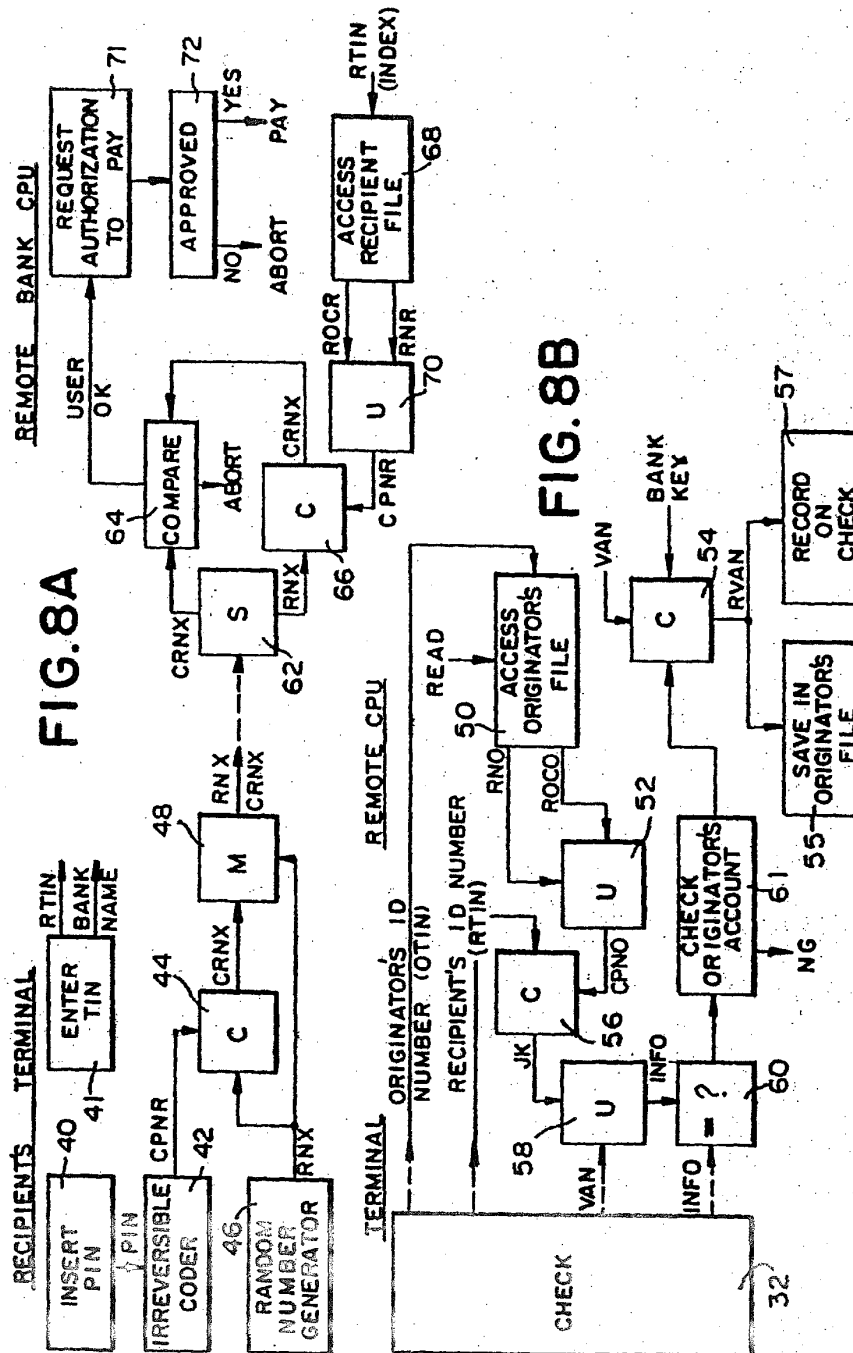 FIG. 8A
RECIPIENT'S TERMINAL
REMOTE BANK CPU
40
INSERT
PIN
PIN
41
ENTER
TIN
RTIN
BANK
NAME
IRREVERSIBLE
CODER
42
CPNR
44
C
CRNX
46
RANDOM
NUMBER
GENERATOR
RNX
48
M
RNX
CRNX
S
62
CRNX
RNX
64
COMPARE
ABORT
USER
OK
C
66
CRNX
CPNR
U
70
ROCR
RNR
ACCESS
RECIPIENT
FILE
68
RTIN
(INDEX)
REQUEST
AUTHORIZATION
TO PAY
71
APPROVED
72
NO
YES
ABORT
PAY
FIG. 8B
TERMINAL
REMOTE CPU
CHECK
32
ORIGINATOR'S ID
NUMBER (OTIN)
RECIPIENT'S ID NUMBER
(RTIN)
VAN
INFO
READ
50
ACCESS
ORIGINATOR'S
FILE
RNO
ROCO
U
52
CPNO
C
56
JK
58
U
INFO
= ?
60
CHECK
ORIGINATOR'S
ACCOUNT
61
NG
VAN
BANK
KEY
C
54
RVAN
55
SAVE IN
ORIGINATOR'S
FILE
57
RECORD
ON
CHECK